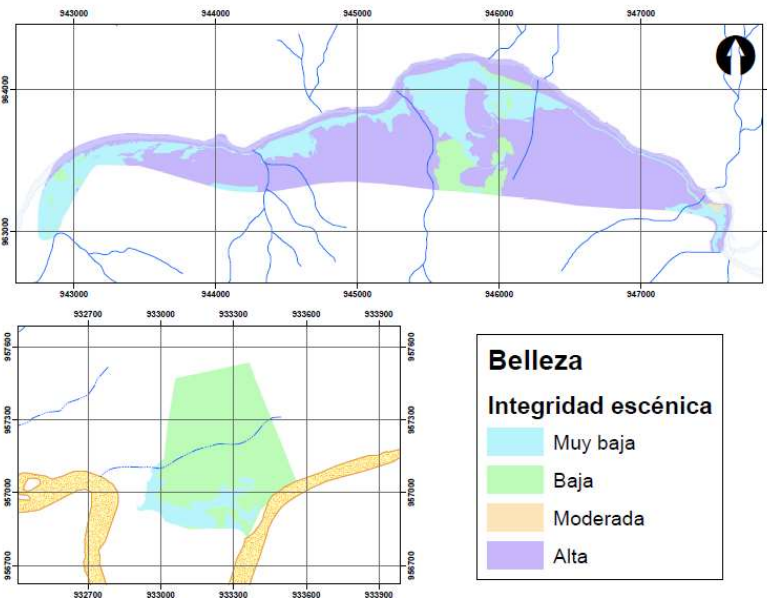 943000 944000 945000 946000 947000
964000 964000
963000 963000
943000 944000 945000 946000 947000
932700 933000 933300 933600 933900
957600 957600
957300 957300
957000 957000
956700 956700
932700 933000 933300 933600 933900
Belleza
Integridad escénica
Muy baja
Baja
Moderada
Alta